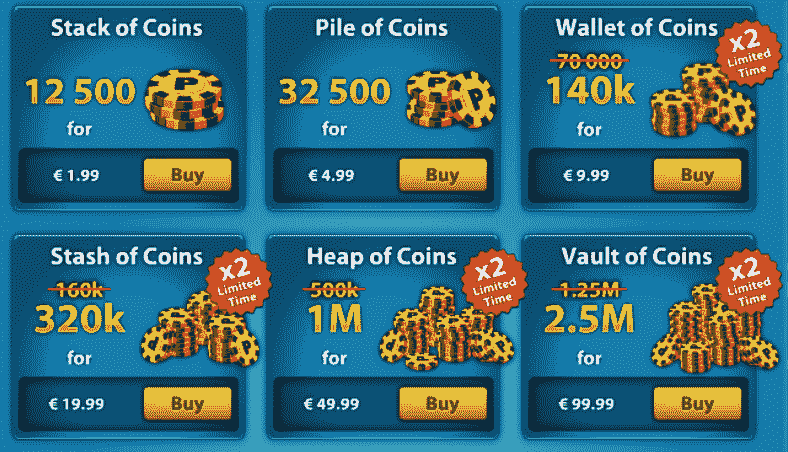 Stack of Coins
12 500
for
€ 1.99
Buy
Pile of Coins
32 500
for
€ 4.99
Buy
Wallet of Coins
x2
Limited
Time
70 000
140k
for
€ 9.99
Buy
Stash of Coins
x2
Limited
Time
160k
320k
for
€ 19.99
Buy
Heap of Coins
x2
Limited
Time
500k
1M
for
€ 49.99
Buy
Vault of Coins
x2
Limited
Time
1.25M
2.5M
for
€ 99.99
Buy